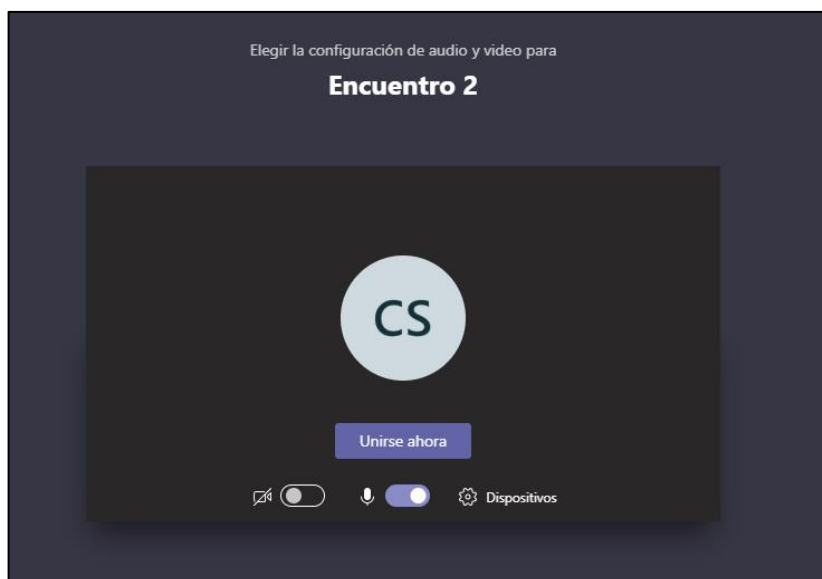 Elegir la configuración de audio y video para
Encuentro 2
CS
Unirse ahora
Dispositivos